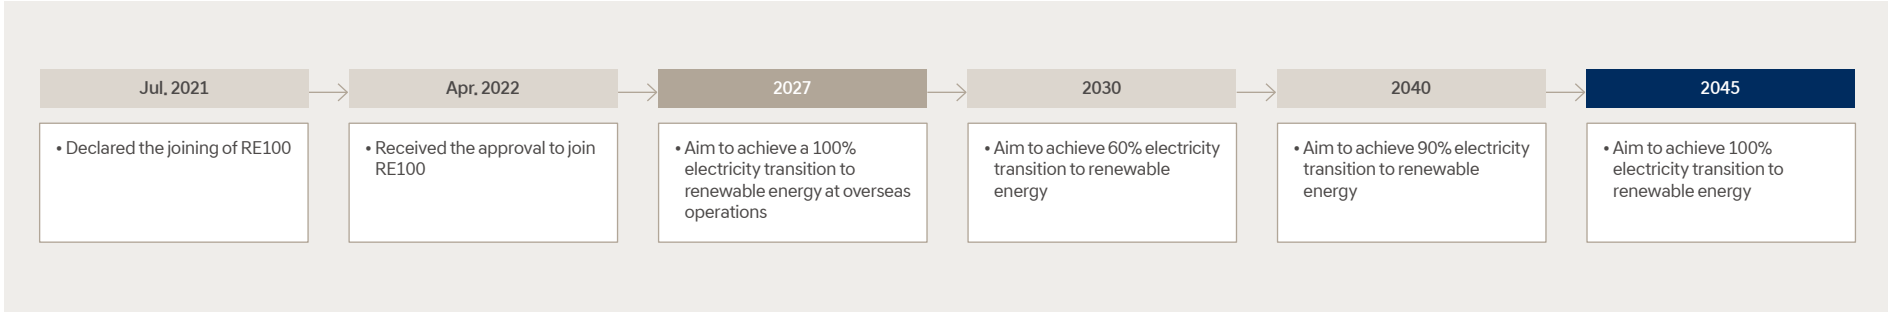 Jul. 2021
• Declared the joining of RE100
Apr. 2022
• Received the approval to join
RE100
2027
• Aim to achieve a 100%
electricity transition to
renewable energy at overseas
operations
2030
• Aim to achieve 60% electricity
transition to renewable
energy
2040
• Aim to achieve 90% electricity
transition to renewable
energy
2045
• Aim to achieve 100%
electricity transition to
renewable energy